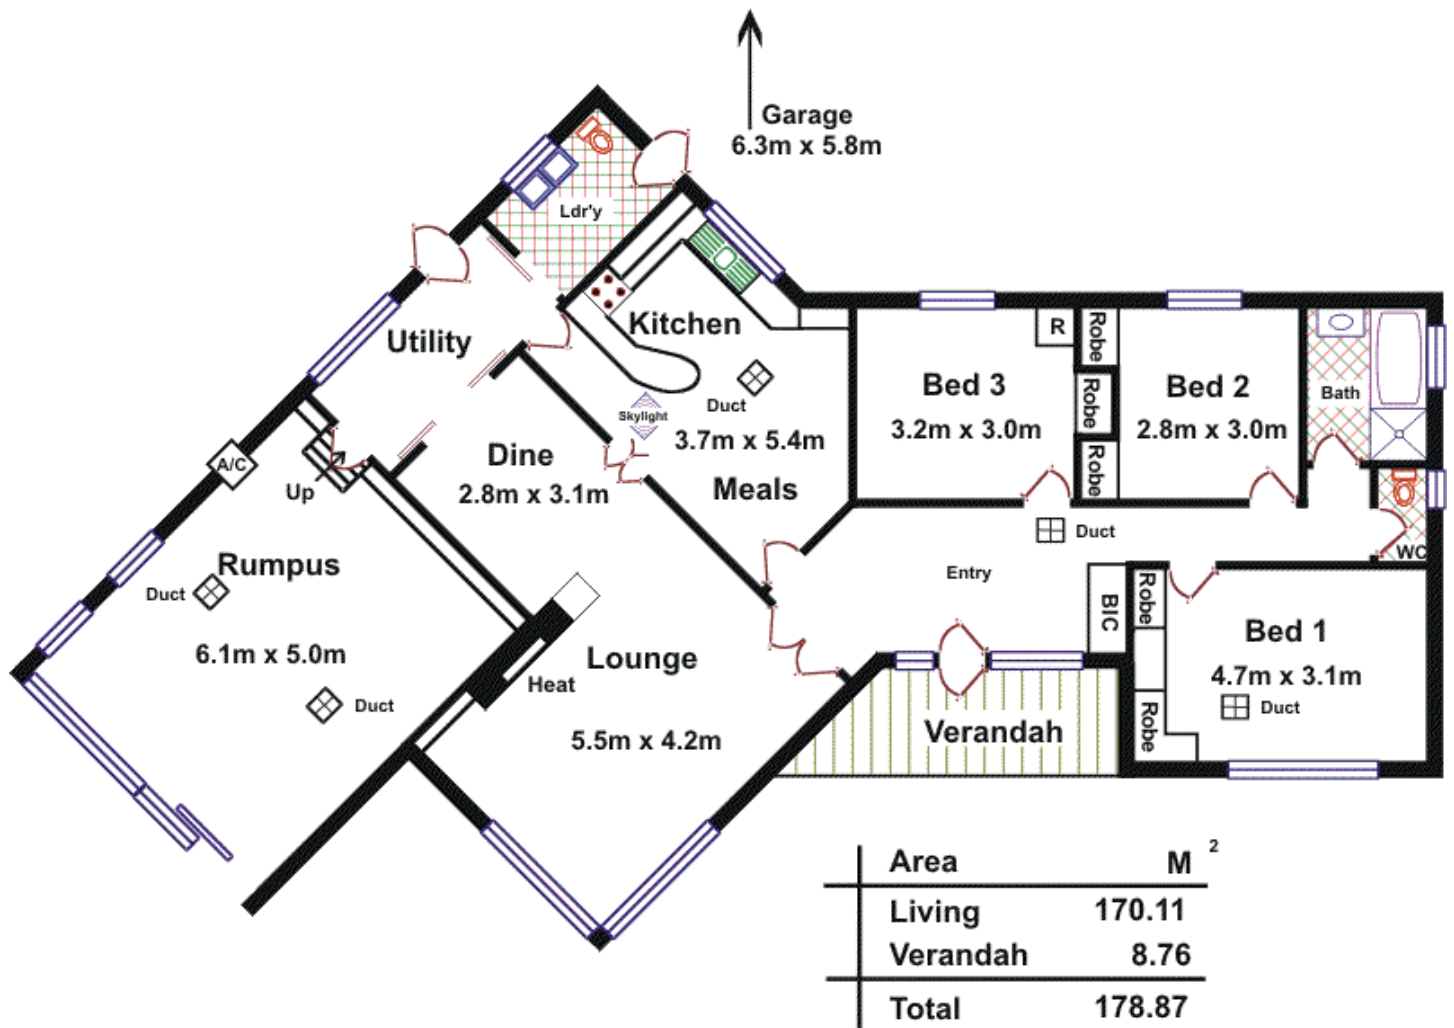 Garage
6.3m x 5.8m
Ldr'y
Utility
Kitchen
Skylight
Duct
3.7m x 5.4m
Meals
Dine
2.8m x 3.1m
A/C
Up
Rumpus
Duct
6.1m x 5.0m
Duct
Lounge
Heat
5.5m x 4.2m
Bed 3
3.2m x 3.0m
R
Robe
Robe
Robe
Bed 2
2.8m x 3.0m
Bath
WC
Duct
Entry
BIC
Robe
Robe
Bed 1
4.7m x 3.1m
Duct
Verandah
Area M 2
Living 170.11
Verandah 8.76
Total 178.87